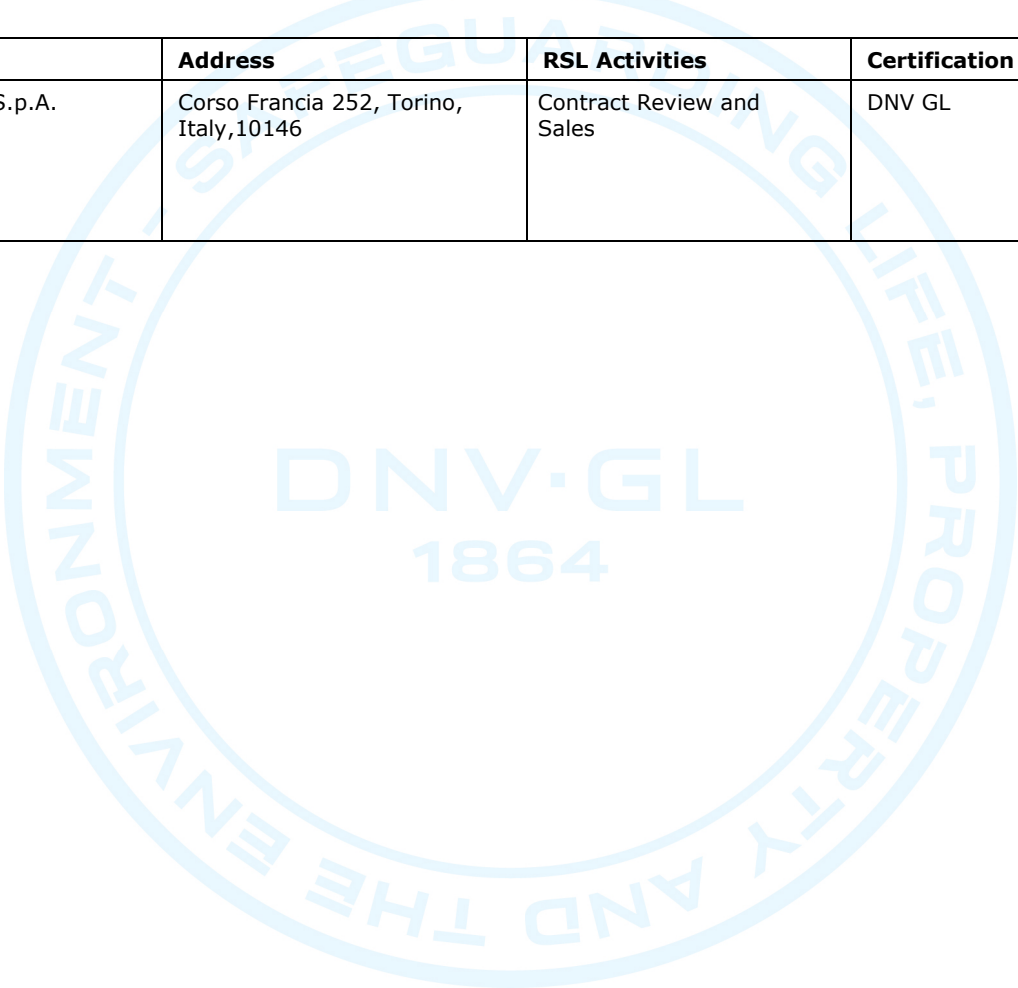 Address RSL Activities Certification
S.p.A. Corso Francia 252, Torino, Contract Review and DNV GL
Italy,10146 Sales
SAFEGUARDING LIFE, PROPERTY AND THE ENVIRONMENT -
DNV·GL
1864